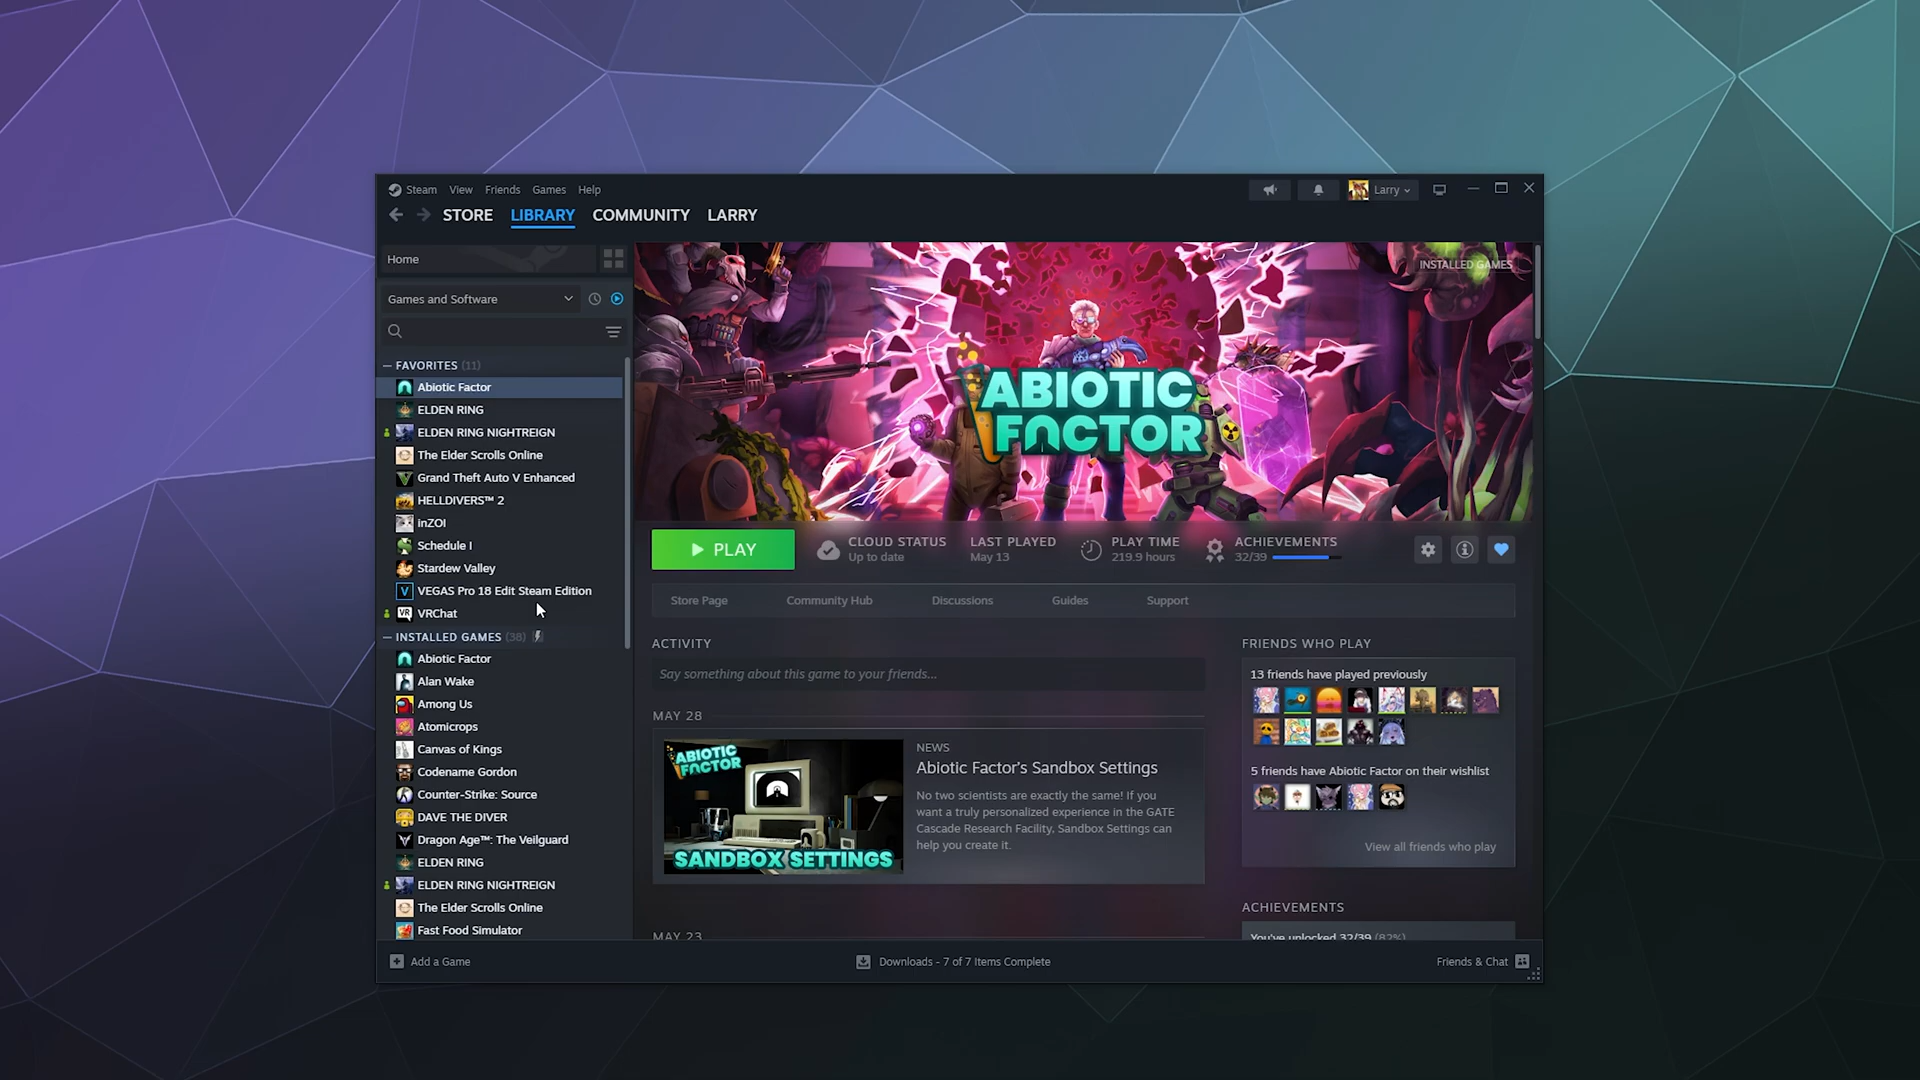 Steam View Friends Games Help
Larry
STORE LIBRARY COMMUNITY LARRY
Home
Games and Software
FAVORITES (11)
Abiotic Factor
ELDEN RING
ELDEN RING NIGHTREIGN
The Elder Scrolls Online
Grand Theft Auto V Enhanced
HELLDIVERS™ 2
inZOI
Schedule I
Stardew Valley
V VEGAS Pro 18 Edit Steam Edition
VR VRChat
INSTALLED GAMES (38)
Abiotic Factor
Alan Wake
Among Us
Atomicrops
Canvas of Kings
Codename Gordon
Counter-Strike: Source
DAVE THE DIVER
Dragon Age™: The Veilguard
ELDEN RING
ELDEN RING NIGHTREIGN
The Elder Scrolls Online
Fast Food Simulator
INSTALLED GAMES
ABIOTIC
FACTOR
PLAY
CLOUD STATUS
Up to date
LAST PLAYED
May 13
PLAY TIME
219.9 hours
ACHIEVEMENTS
32/39
Store Page Community Hub Discussions Guides Support
ACTIVITY
Say something about this game to your friends...
MAY 28
ABIOTIC
FACTOR
SANDBOX SETTINGS
NEWS
Abiotic Factor's Sandbox Settings
No two scientists are exactly the same! If you
want a truly personalized experience in the GATE
Cascade Research Facility, Sandbox Settings can
help you create it.
MAY 23
FRIENDS WHO PLAY
13 friends have played previously
5 friends have Abiotic Factor on their wishlist
View all friends who play
ACHIEVEMENTS
You've unlocked 32/39 (82%)
Add a Game
Downloads - 7 of 7 Items Complete
Friends & Chat